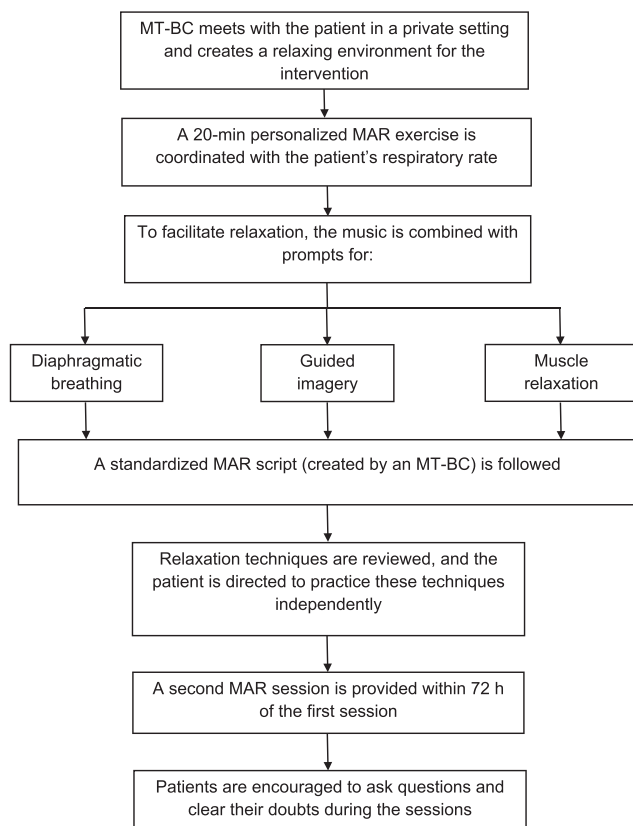 MT-BC meets with the patient in a private setting
and creates a relaxing environment for the
intervention
A 20-min personalized MAR exercise is
coordinated with the patient's respiratory rate
To facilitate relaxation, the music is combined with
prompts for:
Diaphragmatic
breathing
Guided
imagery
Muscle
relaxation
A standardized MAR script (created by an MT-BC) is followed
Relaxation techniques are reviewed, and the
patient is directed to practice these techniques
independently
A second MAR session is provided within 72 h
of the first session
Patients are encouraged to ask questions and
clear their doubts during the sessions